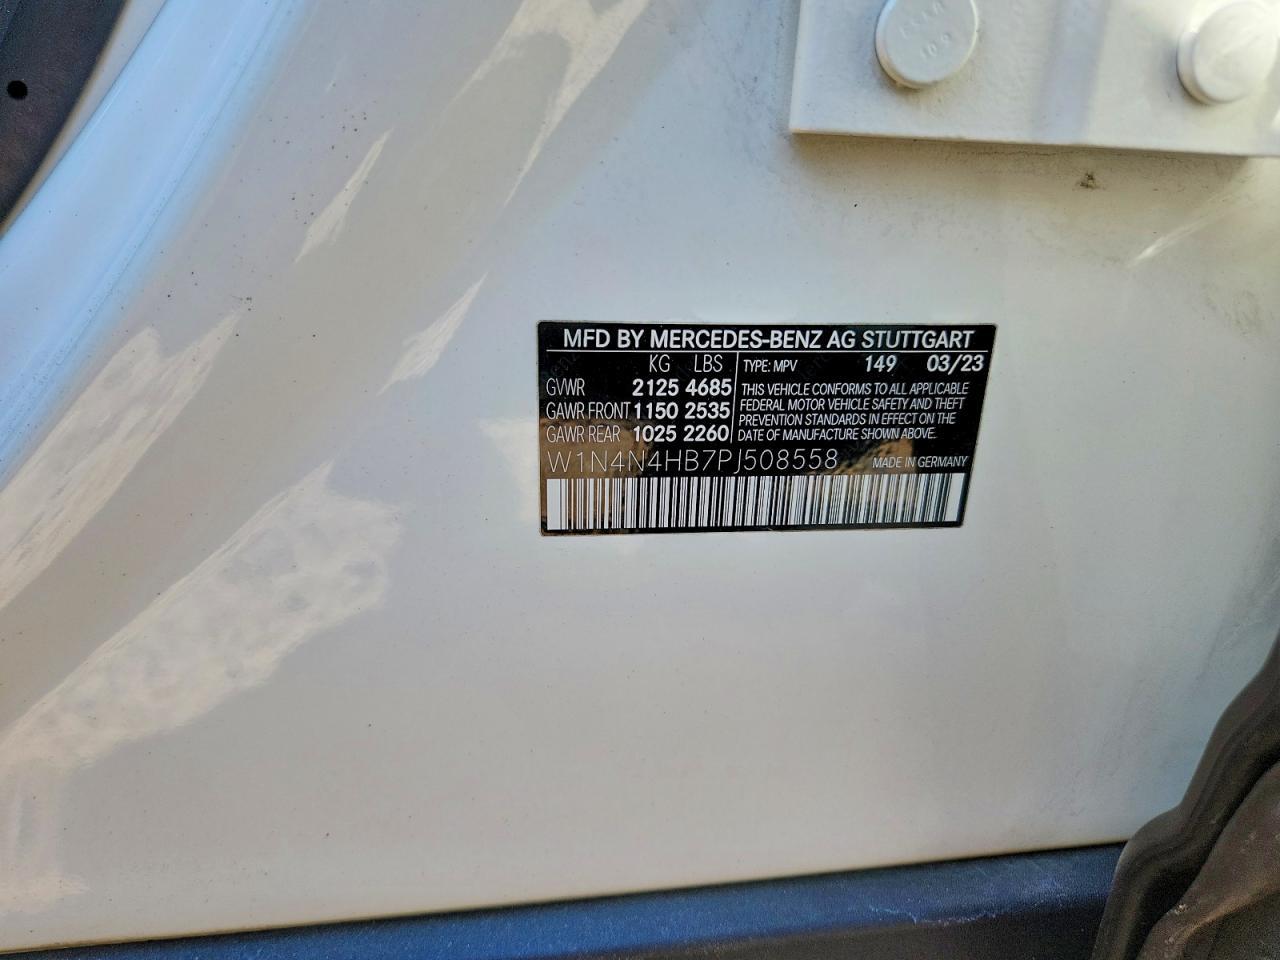 MFD BY MERCEDES-BENZ AG STUTTGART
KG LBS TYPE: MPV 149 03/23
GVWR 2125 4685
GAWR FRONT 1150 2535
GAWR REAR 1025 2260
THIS VEHICLE CONFORMS TO ALL APPLICABLE
FEDERAL MOTOR VEHICLE SAFETY AND THEFT
PREVENTION STANDARDS IN EFFECT ON THE
DATE OF MANUFACTURE SHOWN ABOVE.
W1N4N4HB7PJ508558 MADE IN GERMANY